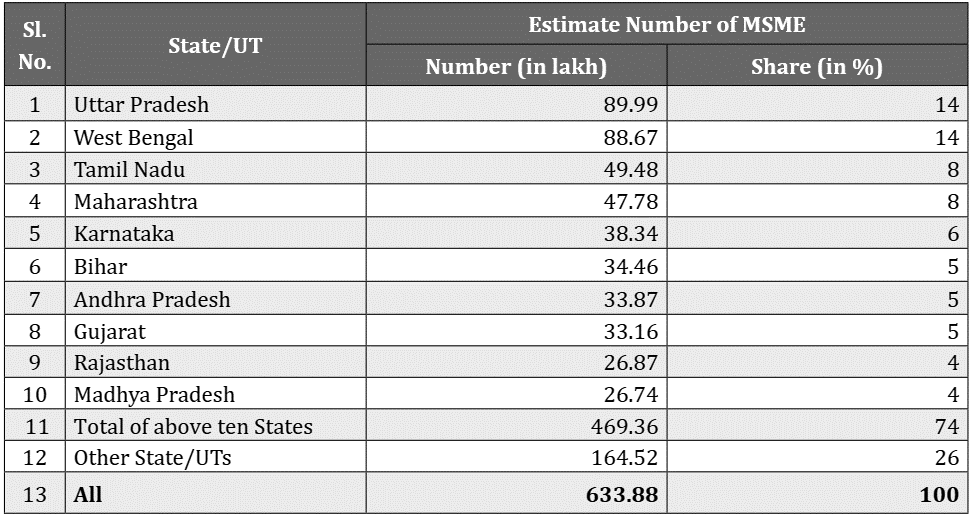 Sl. No. State/UT Estimate Number of MSME
Number (in lakh) Share (in %)
1 Uttar Pradesh 89.99 14
2 West Bengal 88.67 14
3 Tamil Nadu 49.48 8
4 Maharashtra 47.78 8
5 Karnataka 38.34 6
6 Bihar 34.46 5
7 Andhra Pradesh 33.87 5
8 Gujarat 33.16 5
9 Rajasthan 26.87 4
10 Madhya Pradesh 26.74 4
11 Total of above ten States 469.36 74
12 Other State/UTs 164.52 26
13 All 633.88 100